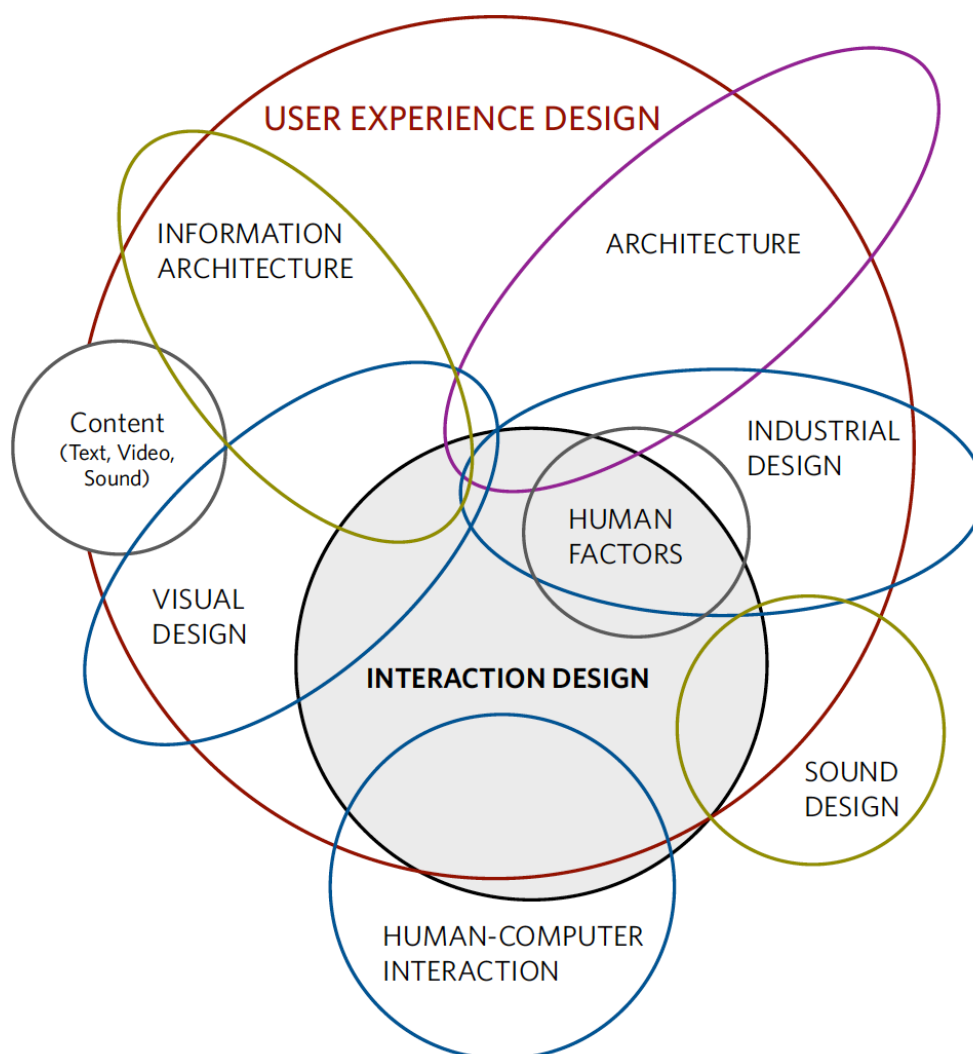 USER EXPERIENCE DESIGN
INFORMATION
ARCHITECTURE
ARCHITECTURE
Content
(Text, Video,
Sound)
INDUSTRIAL
DESIGN
HUMAN
FACTORS
VISUAL
DESIGN
INTERACTION DESIGN
SOUND
DESIGN
HUMAN-COMPUTER
INTERACTION